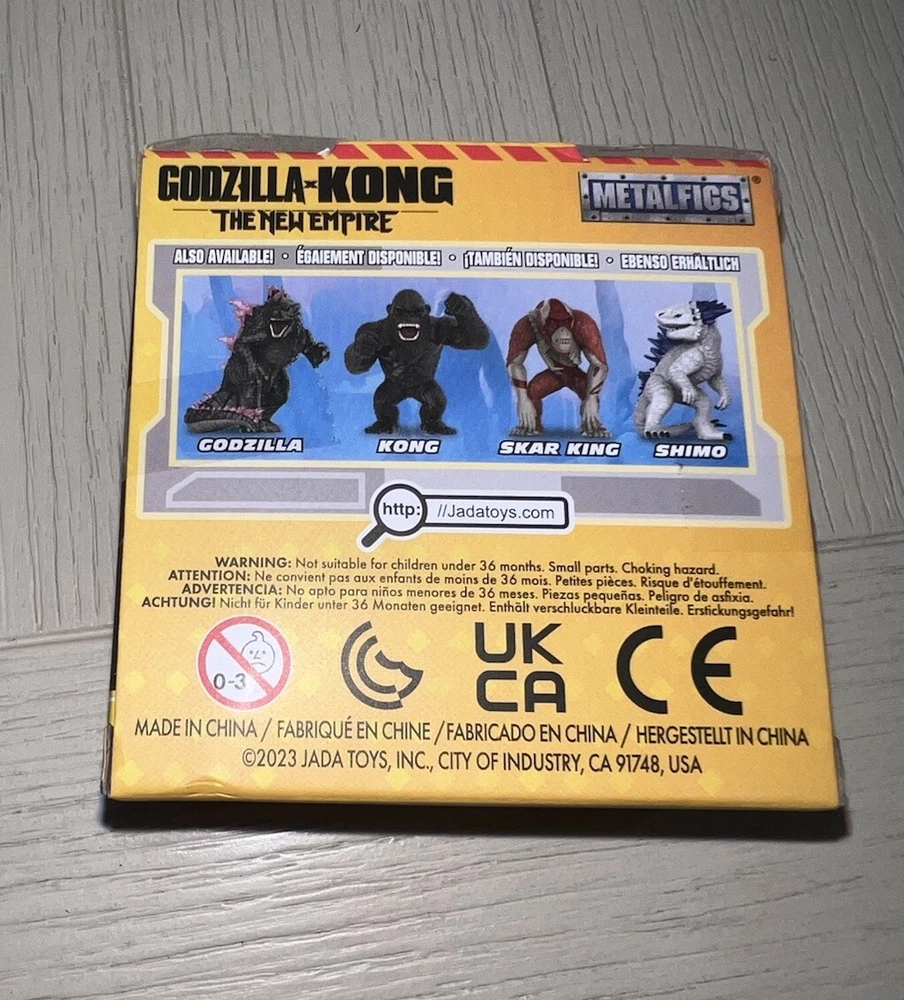 GODZILLA×KONG
THE NEW EMPIRE
METALFIGS®
ALSO AVAILABLE! • ÉGALEMENT DISPONIBLE! • ¡TAMBIÉN DISPONIBLE! • EBENSO ERHÄLTLICH
GODZILLA KONG SKAR KING SHIMO
http: //Jadatoys.com
WARNING: Not suitable for children under 36 months. Small parts. Choking hazard.
ATTENTION: Ne convient pas aux enfants de moins de 36 mois. Petites pièces. Risque d'étouffement.
ADVERTENCIA: No apto para niños menores de 36 meses. Piezas pequeñas. Peligro de asfixia.
ACHTUNG! Nicht für Kinder unter 36 Monaten geeignet. Enthält verschluckbare Kleinteile. Erstickungsgefahr!
0-3
UK
CA
CE
MADE IN CHINA / FABRIQUÉ EN CHINE / FABRICADO EN CHINA / HERGESTELLT IN CHINA
©2023 JADA TOYS, INC., CITY OF INDUSTRY, CA 91748, USA